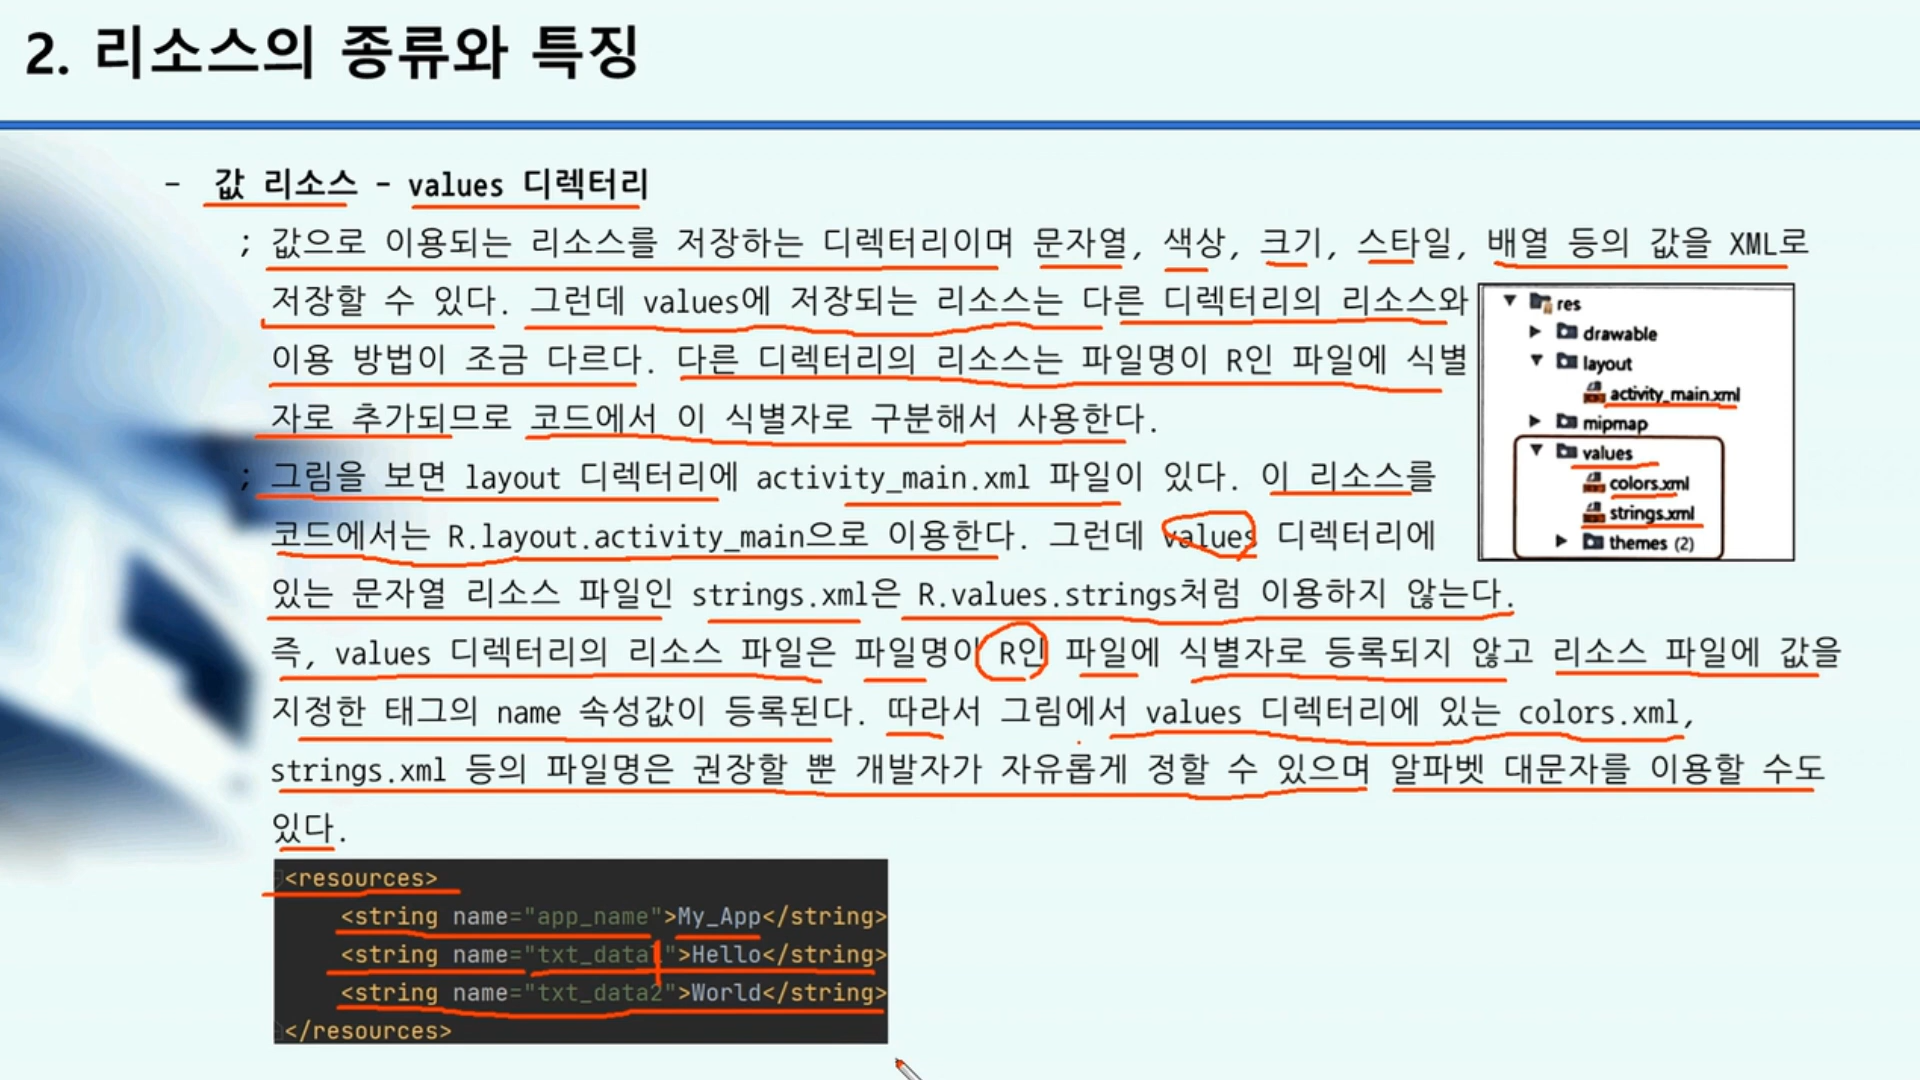 2. 리소스의 종류와 특징
- 값 리소스 - values 디렉터리
; 값으로 이용되는 리소스를 저장하는 디렉터리이며 문자열, 색상, 크기, 스타일, 배열 등의 값을 XML로
저장할 수 있다. 그런데 values에 저장되는 리소스는 다른 디렉터리의 리소스와
이용 방법이 조금 다르다. 다른 디렉터리의 리소스는 파일명이 R인 파일에 식별
자로 추가되므로 코드에서 이 식별자로 구분해서 사용한다.
; 그림을 보면 layout 디렉터리에 activity_main.xml 파일이 있다. 이 리소스를
코드에서는 R.layout.activity_main으로 이용한다. 그런데 values 디렉터리에
있는 문자열 리소스 파일인 strings.xml은 R.values.strings처럼 이용하지 않는다.
즉, values 디렉터리의 리소스 파일은 파일명이 R인 파일에 식별자로 등록되지 않고 리소스 파일에 값을
지정한 태그의 name 속성값이 등록된다. 따라서 그림에서 values 디렉터리에 있는 colors.xml,
strings.xml 등의 파일명은 권장할 뿐 개발자가 자유롭게 정할 수 있으며 알파벳 대문자를 이용할 수도
있다.
res
drawable
layout
activity_main.xml
mipmap
values
colors.xml
strings.xml
themes (2)
<resources>
<string name="app_name">My_App</string>
<string name="txt_data1">Hello</string>
<string name="txt_data2">World</string>
</resources>